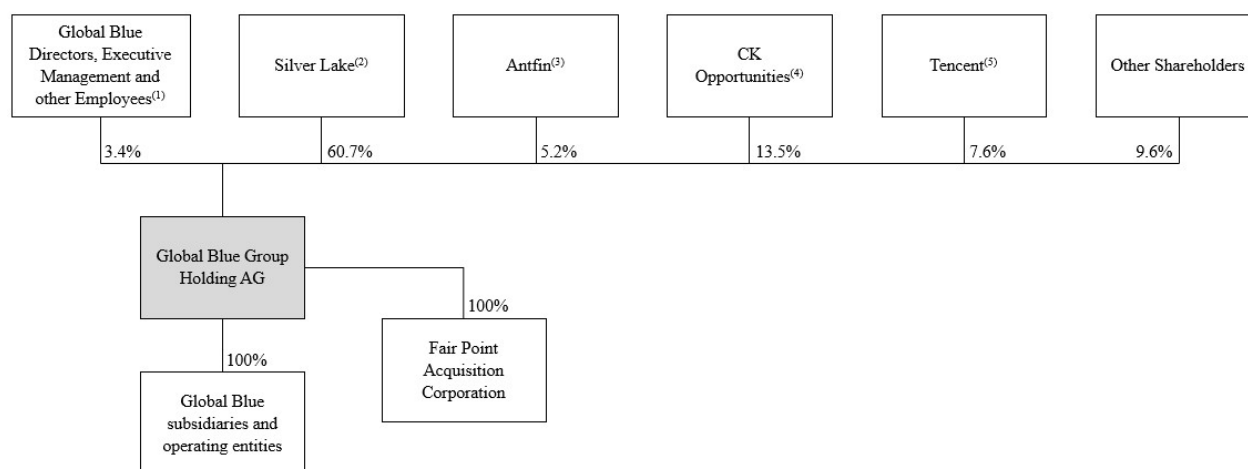 Global Blue
Directors, Executive
Management and
other Employees(1)
Silver Lake(2)
Antfin(3)
CK
Opportunities(4)
Tencent(5)
Other Shareholders
3.4%
60.7%
5.2%
13.5%
7.6%
9.6%
Global Blue Group
Holding AG
100%
Fair Point
Acquisition
Corporation
100%
Global Blue
subsidiaries and
operating entities